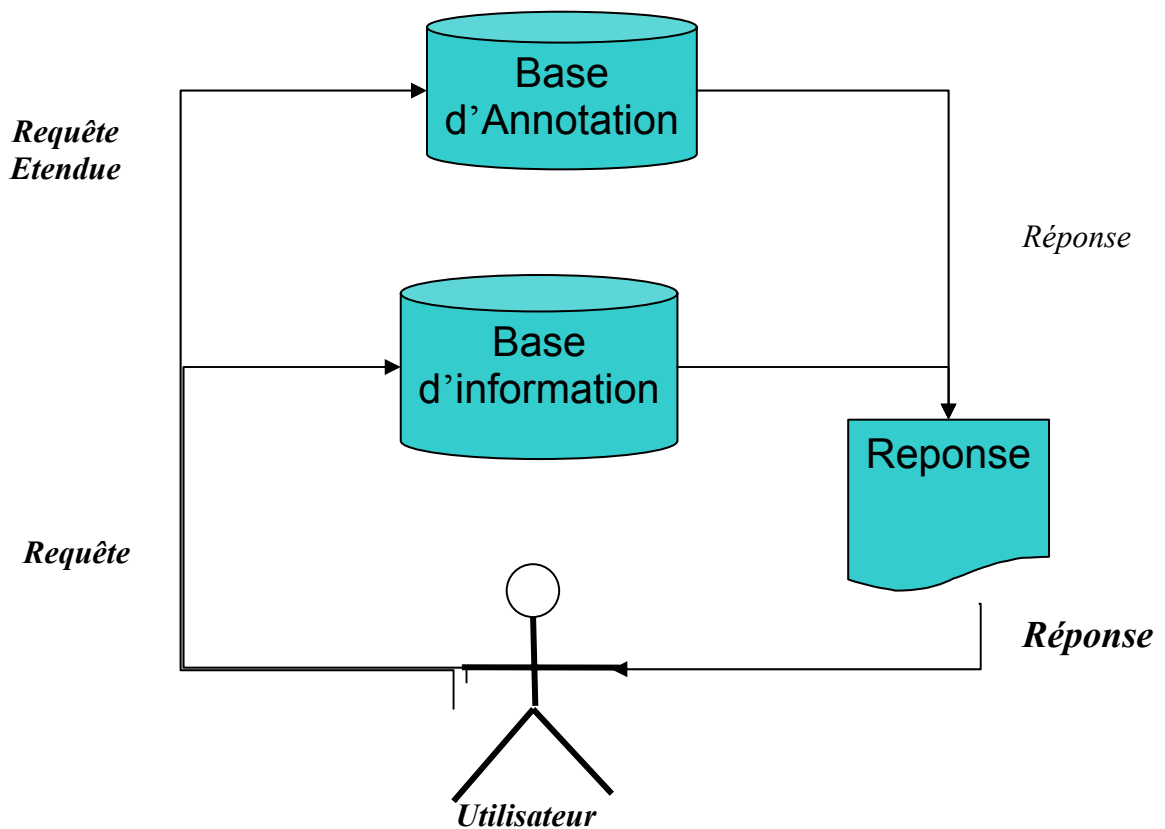 Base
d’Annotation
Requête
Etendue
Réponse
Base
d’information
Reponse
Requête
Réponse
Utilisateur